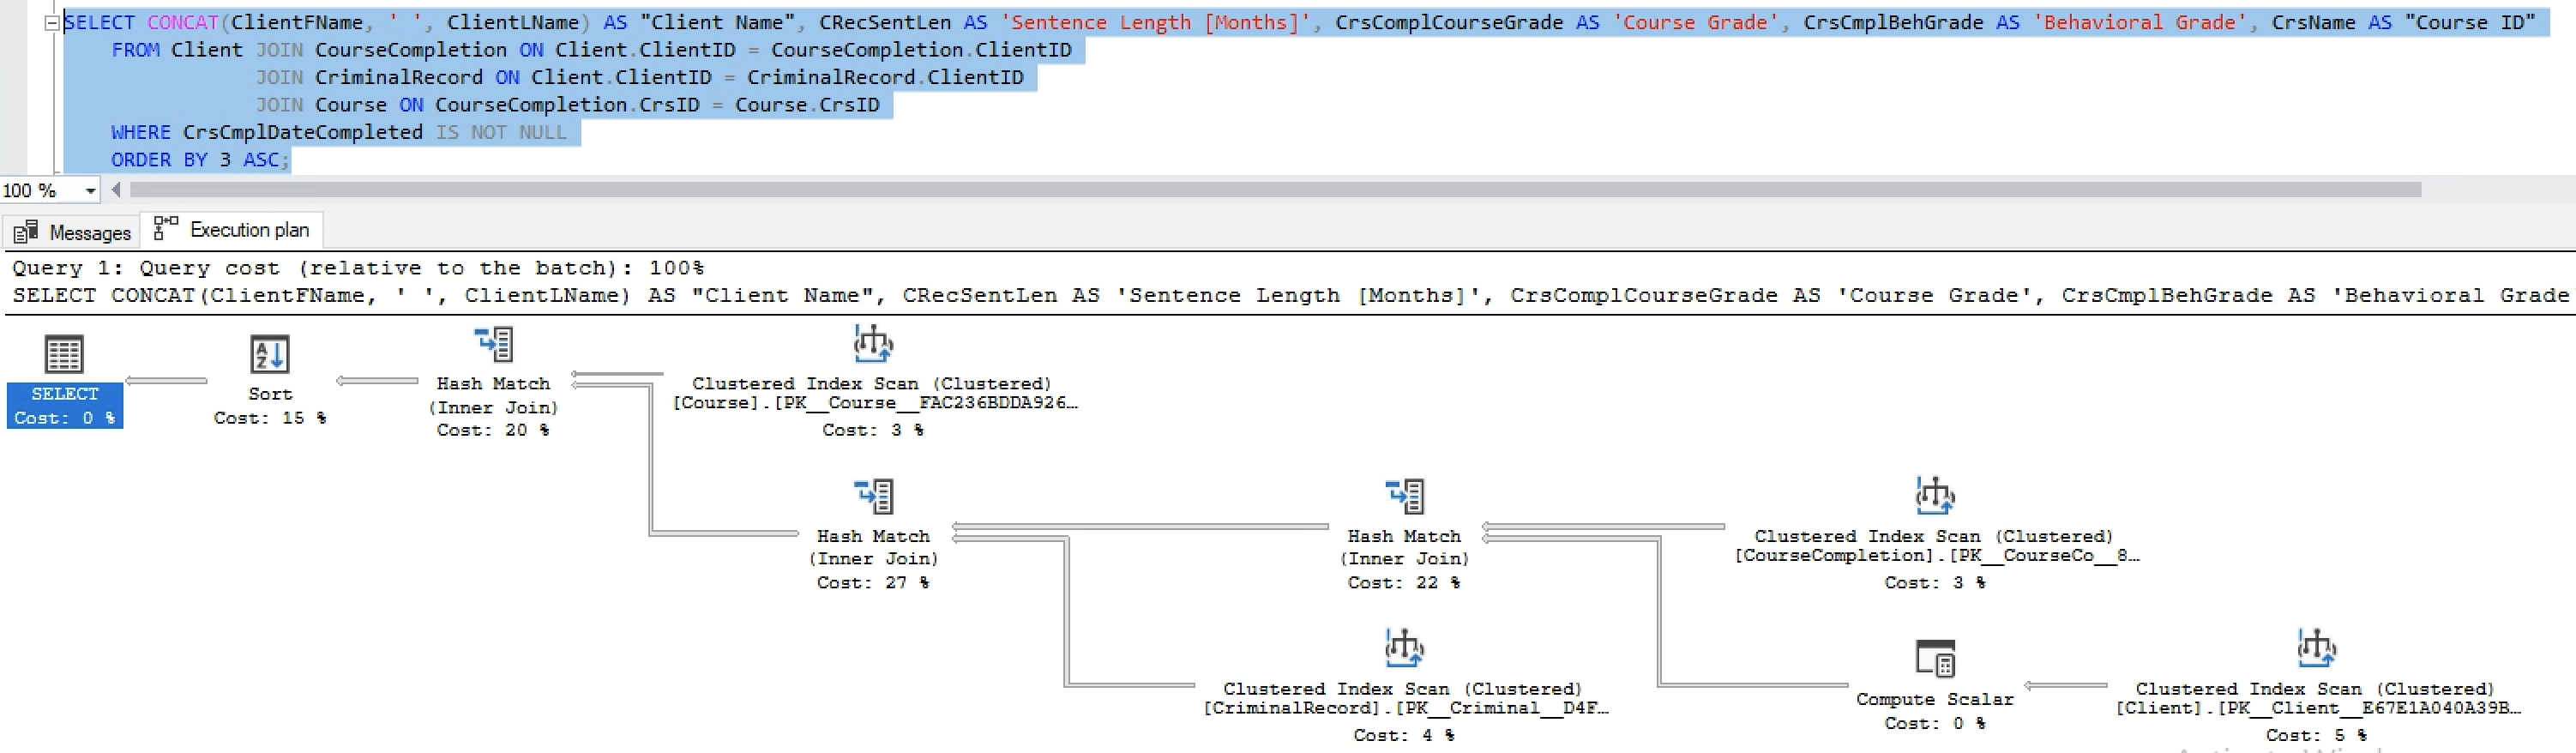 SELECT CONCAT(ClientFName, ' ', ClientLName) AS "Client Name", CRecSentLen AS 'Sentence Length [Months]', CrsComplCourseGrade AS 'Course Grade', CrsCmplBehGrade AS 'Behavioral Grade', CrsName AS "Course ID"
FROM Client JOIN CourseCompletion ON Client.ClientID = CourseCompletion.ClientID
JOIN CriminalRecord ON Client.ClientID = CriminalRecord.ClientID
JOIN Course ON CourseCompletion.CrsID = Course.CrsID
WHERE CrsCmplDateCompleted IS NOT NULL
ORDER BY 3 ASC;
100 %
Messages Execution plan
Query 1: Query cost (relative to the batch): 100%
SELECT CONCAT(ClientFName, ' ', ClientLName) AS "Client Name", CRecSentLen AS 'Sentence Length [Months]', CrsComplCourseGrade AS 'Course Grade', CrsCmplBehGrade AS 'Behavioral Grade
SELECT
Cost: 0 %
Sort
Cost: 15 %
Hash Match
(Inner Join)
Cost: 20 %
Clustered Index Scan (Clustered)
[Course].[PK__Course__FAC236BDDA926…
Cost: 3 %
Hash Match
(Inner Join)
Cost: 27 %
Hash Match
(Inner Join)
Cost: 22 %
Clustered Index Scan (Clustered)
[CourseCompletion].[PK__CourseCo__8…
Cost: 3 %
Clustered Index Scan (Clustered)
[CriminalRecord].[PK__Criminal__D4F…
Cost: 4 %
Compute Scalar
Cost: 0 %
Clustered Index Scan (Clustered)
[Client].[PK__Client__E67E1A040A39B…
Cost: 5 %